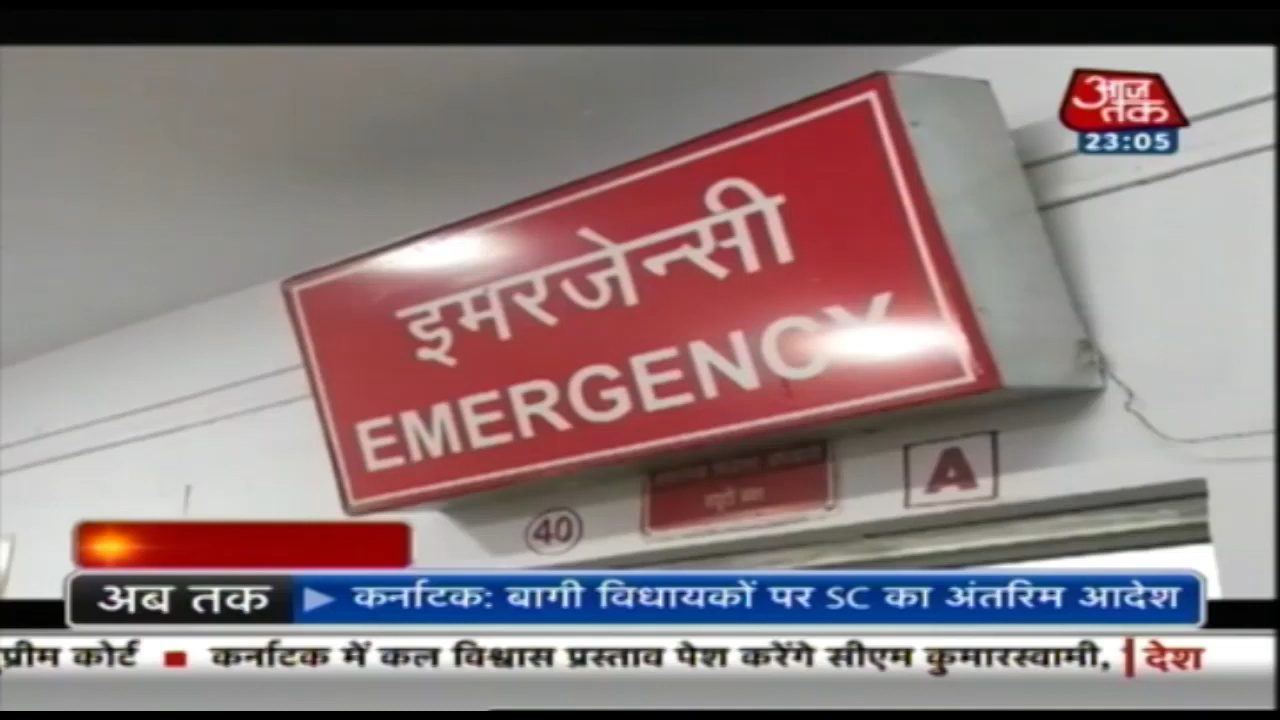 आज
तक
23:05
इमरजेन्सी
EMERGENCY
40
A
अब तक
कर्नाटक: बागी विधायकों पर SC का अंतरिम आदेश
प्रीम कोर्ट ■ कर्नाटक में कल विश्वास प्रस्ताव पेश करेंगे सीएम कुमारस्वामी, | देश